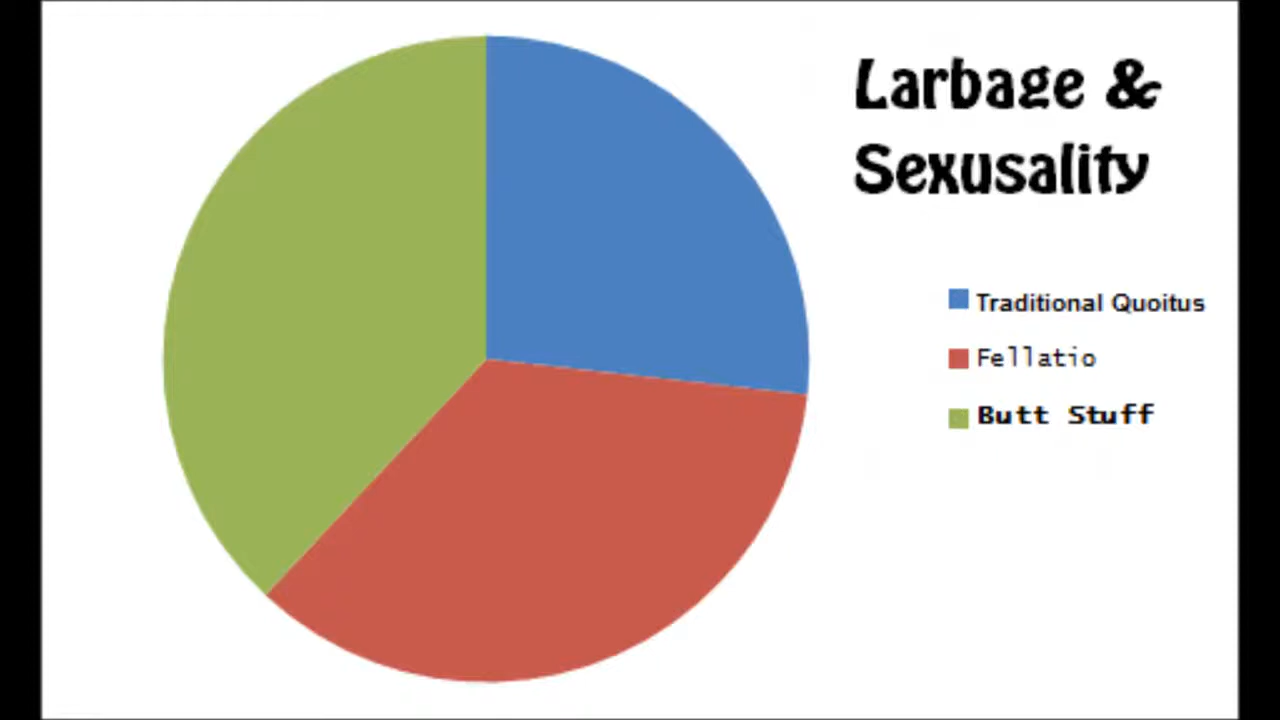 Larbage &
Sexusality
Traditional Quoitus
Fellatio
Butt Stuff